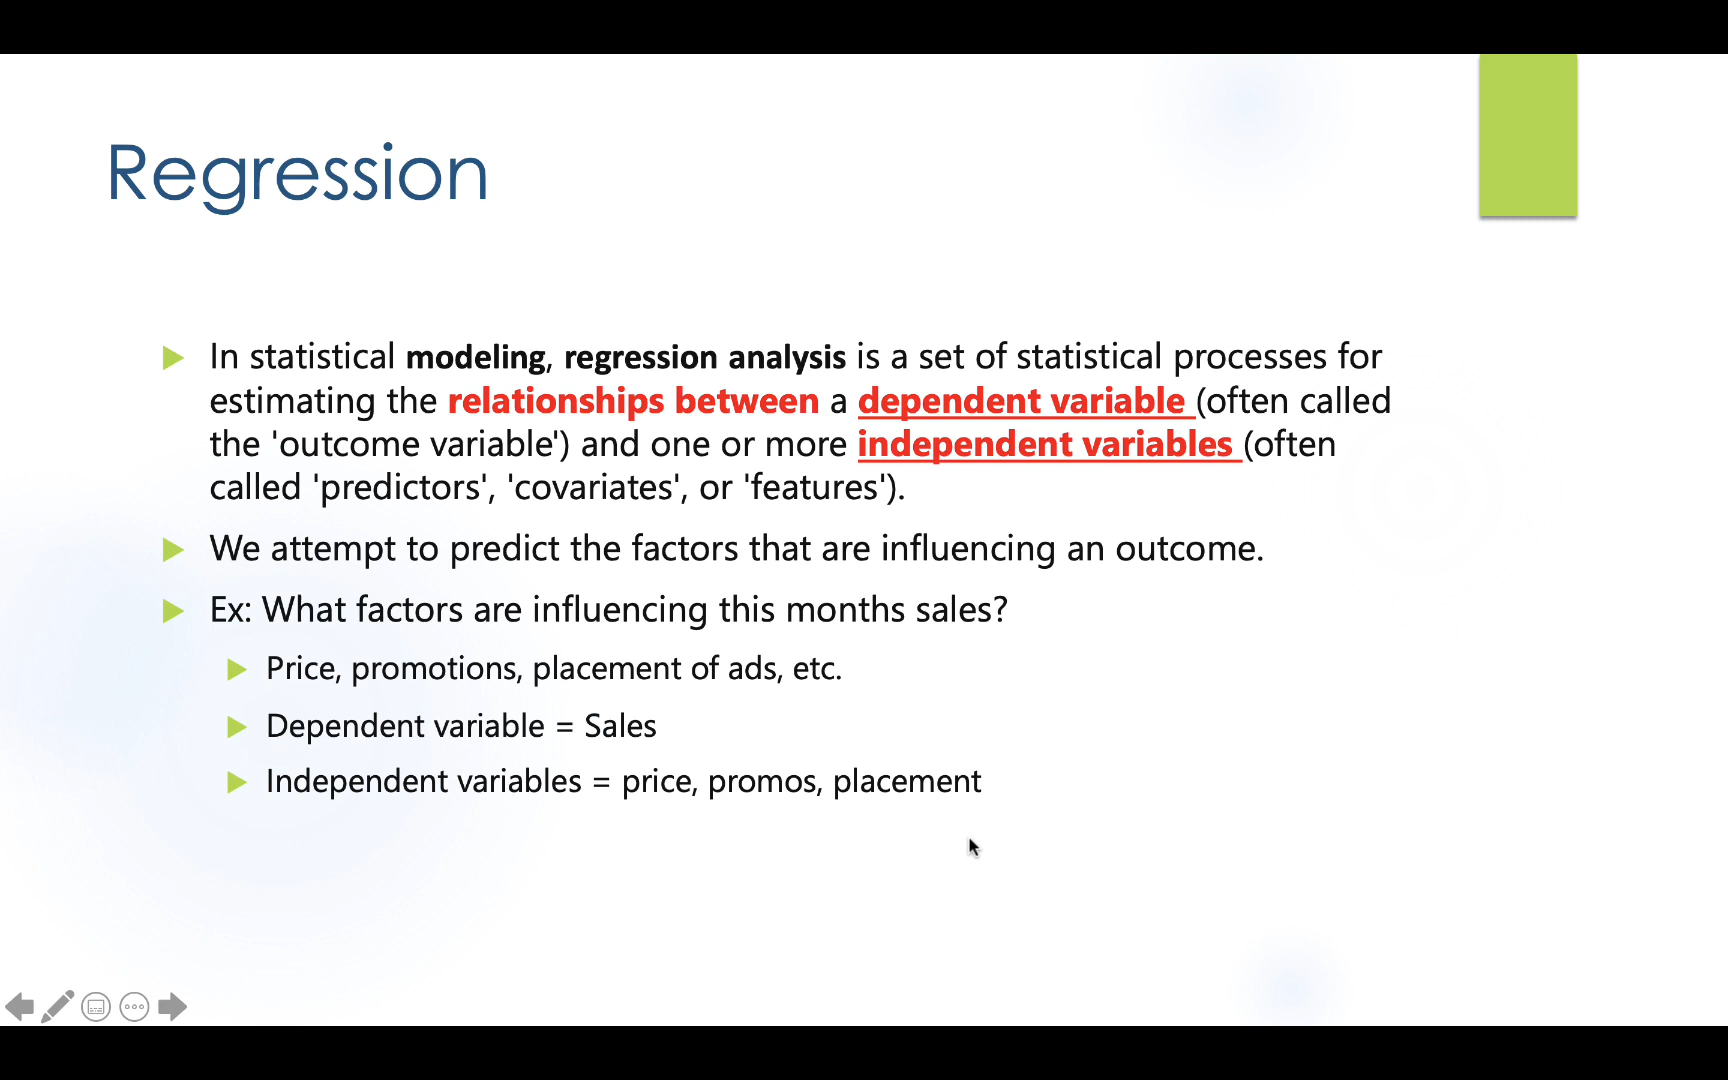 Regression
In statistical modeling, regression analysis is a set of statistical processes for
estimating the relationships between a dependent variable (often called
the 'outcome variable') and one or more independent variables (often
called 'predictors', 'covariates', or 'features').
We attempt to predict the factors that are influencing an outcome.
Ex: What factors are influencing this months sales?
Price, promotions, placement of ads, etc.
Dependent variable = Sales
Independent variables = price, promos, placement